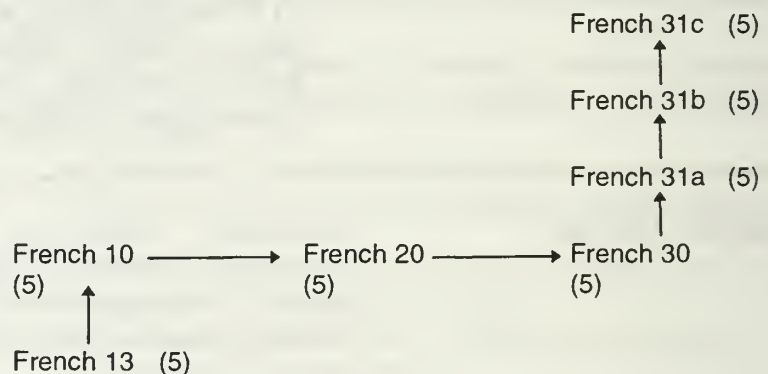 French 31c (5)
French 31b (5)
French 31a (5)
French 10 French 20 French 30
(5) (5) (5)
French 13 (5)